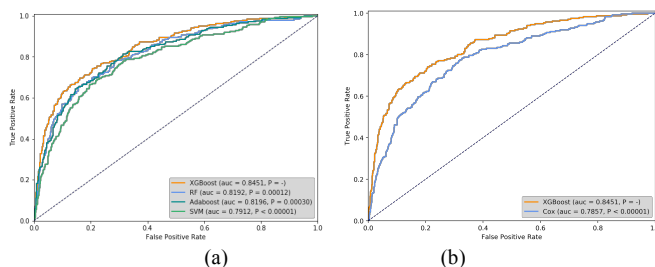 1.0
0.8
0.6
0.4
0.2
0.0
True Positive Rate
XGBoost (auc = 0.8451, P = -)
RF (auc = 0.8192, P = 0.00012)
Adaboost (auc = 0.8196, P = 0.00030)
SVM (auc = 0.7912, P < 0.00001)
0.0 0.2 0.4 0.6 0.8 1.0
False Positive Rate
(a)
1.0
0.8
0.6
0.4
0.2
0.0
True Positive Rate
XGBoost (auc = 0.8451, P = -)
Cox (auc = 0.7857, P < 0.00001)
0.0 0.2 0.4 0.6 0.8 1.0
False Positive Rate
(b)